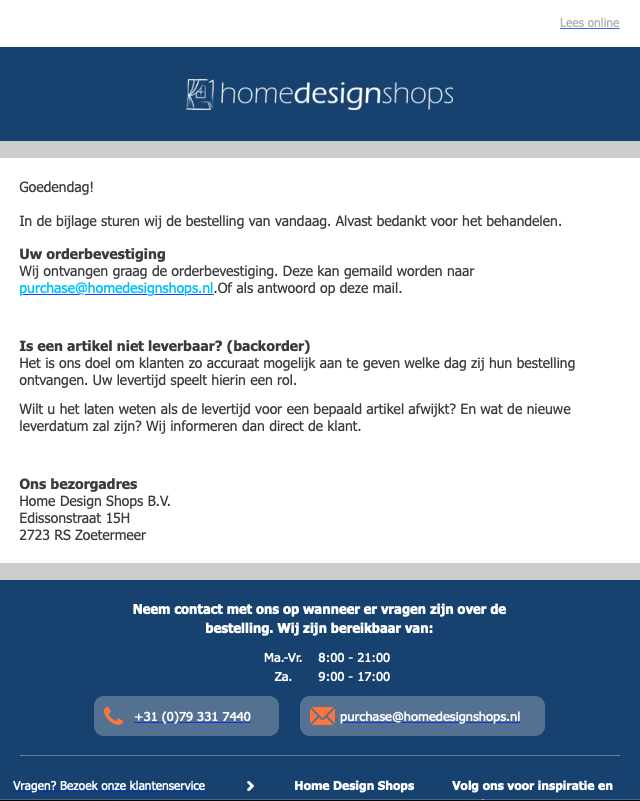 Lees online
homedesignshops
Goedendag!
In de bijlage sturen wij de bestelling van vandaag. Alvast bedankt voor het behandelen.
Uw orderbevestiging
Wij ontvangen graag de orderbevestiging. Deze kan gemaild worden naar
purchase@homedesignshops.nl.Of als antwoord op deze mail.
Is een artikel niet leverbaar? (backorder)
Het is ons doel om klanten zo accuraat mogelijk aan te geven welke dag zij hun bestelling
ontvangen. Uw levertijd speelt hierin een rol.
Wilt u het laten weten als de levertijd voor een bepaald artikel afwijkt? En wat de nieuwe
leverdatum zal zijn? Wij informeren dan direct de klant.
Ons bezorgadres
Home Design Shops B.V.
Edissonstraat 15H
2723 RS Zoetermeer
Neem contact met ons op wanneer er vragen zijn over de
bestelling. Wij zijn bereikbaar van:
Ma.-Vr. 8:00 - 21:00
Za. 9:00 - 17:00
+31 (0)79 331 7440
purchase@homedesignshops.nl
Vragen? Bezoek onze klantenservice
Home Design Shops
Volg ons voor inspiratie en